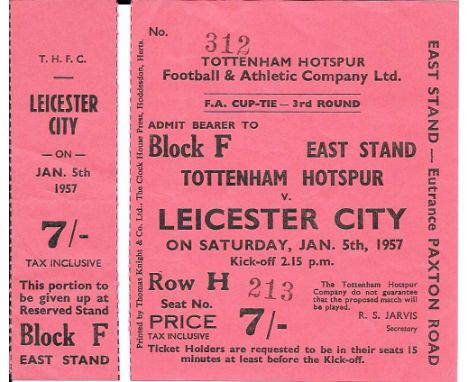 T. H. F. C.
LEICESTER
CITY
— ON —
JAN. 5th
1957
7/-
TAX INCLUSIVE
This portion to
be given up at
Reserved Stand
Block F
EAST STAND
Printed by Thomas Knight & Co. Ltd., The Clock House Press, Hoddesdon, Herts.
No. 312
TOTTENHAM HOTSPUR
Football & Athletic Company Ltd.
F.A. CUP-TIE — 3rd ROUND
ADMIT BEARER TO
Block F EAST STAND
TOTTENHAM HOTSPUR
v.
LEICESTER CITY
ON SATURDAY, JAN. 5th, 1957
Kick-off 2.15 p.m.
Row H 213
Seat No.
PRICE 7/-
TAX INCLUSIVE
The Tottenham Hotspur
Company do not guarantee
that the proposed match will
be played.
R. S. JARVIS
Secretary
Ticket Holders are requested to be in their seats 15
minutes at least before the Kick-off.
EAST STAND — Entrance PAXTON ROAD